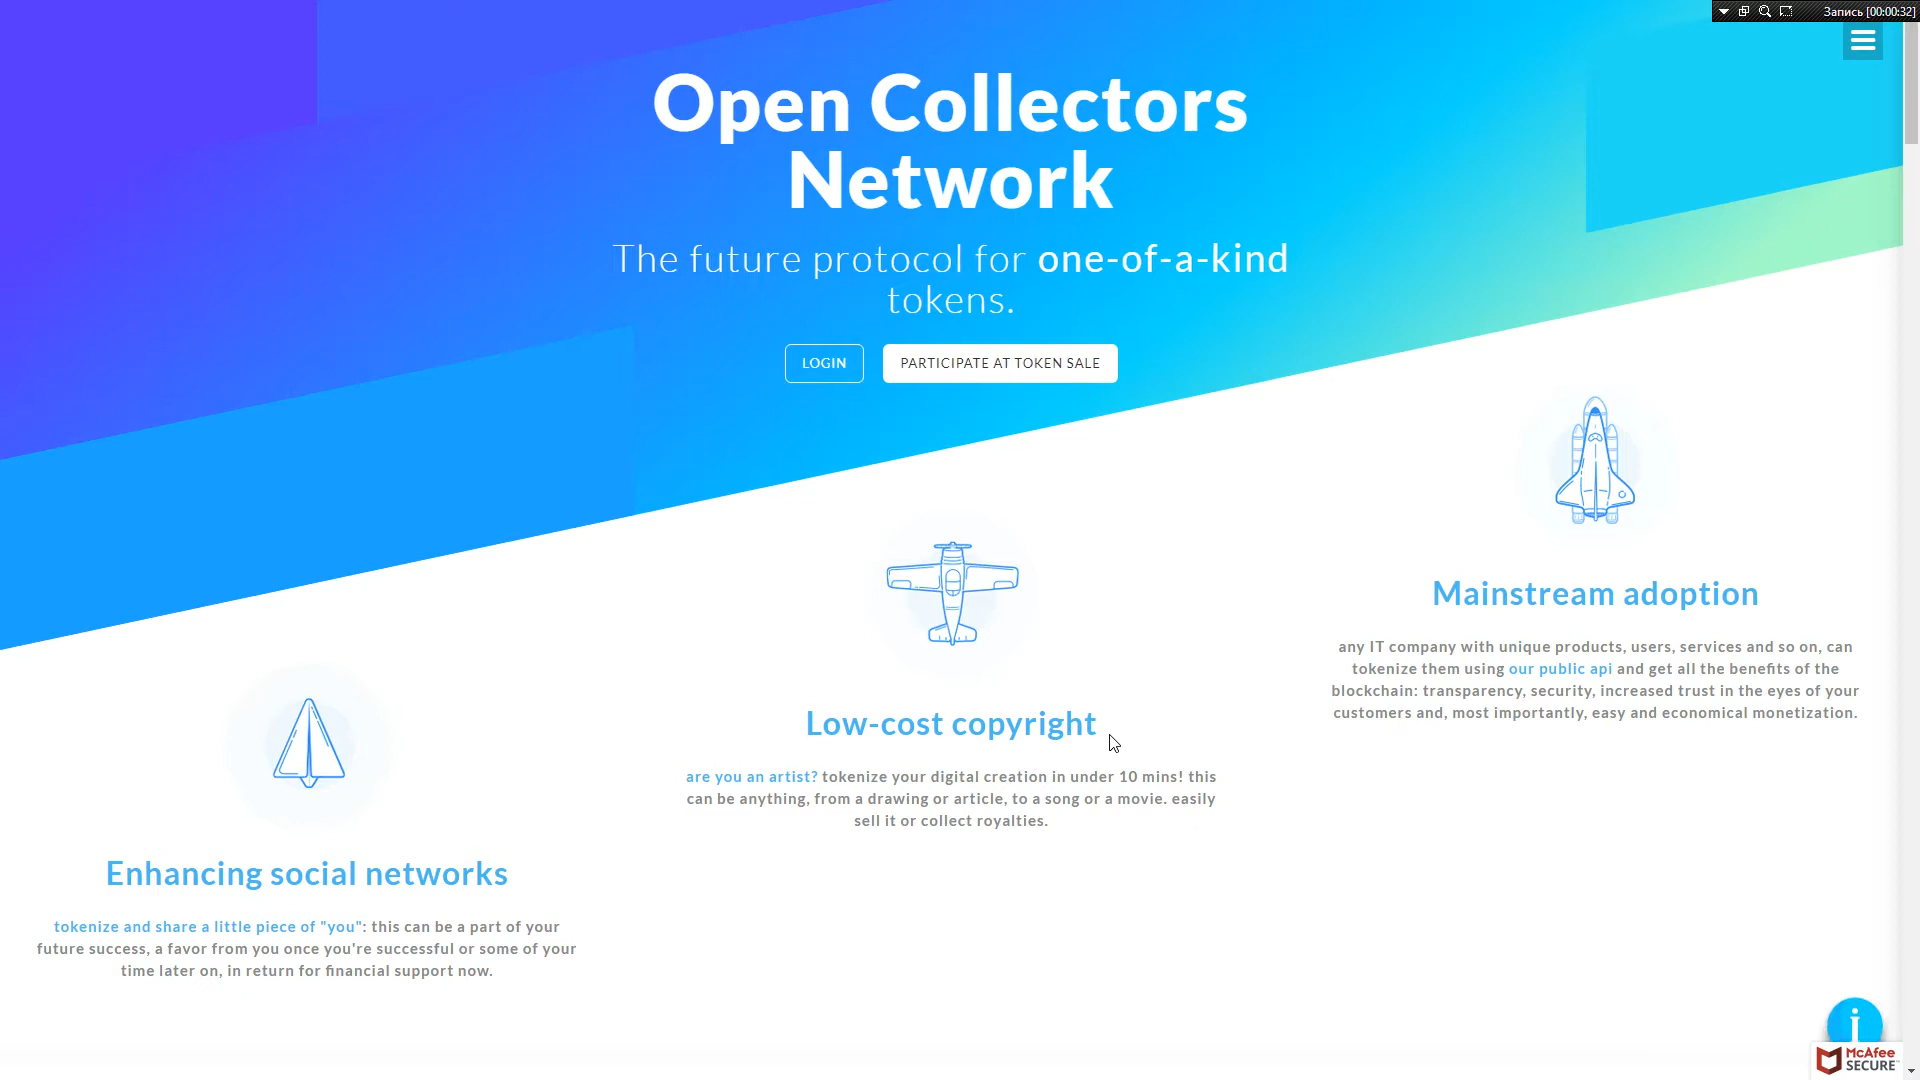 Запись [00:00:32]
Open Collectors
Network
The future protocol for one-of-a-kind
tokens.
LOGIN
PARTICIPATE AT TOKEN SALE
Mainstream adoption
any IT company with unique products, users, services and so on, can
tokenize them using our public api and get all the benefits of the
blockchain: transparency, security, increased trust in the eyes of your
customers and, most importantly, easy and economical monetization.
Low-cost copyright
are you an artist? tokenize your digital creation in under 10 mins! this
can be anything, from a drawing or article, to a song or a movie. easily
sell it or collect royalties.
Enhancing social networks
tokenize and share a little piece of "you": this can be a part of your
future success, a favor from you once you're successful or some of your
time later on, in return for financial support now.
i
McAfee
SECURE